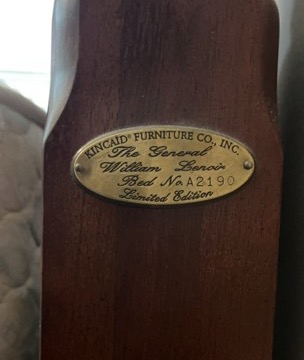 KINCAID® FURNITURE CO., INC.
The General
William Lenoir
Bed No. A2190
Limited Edition